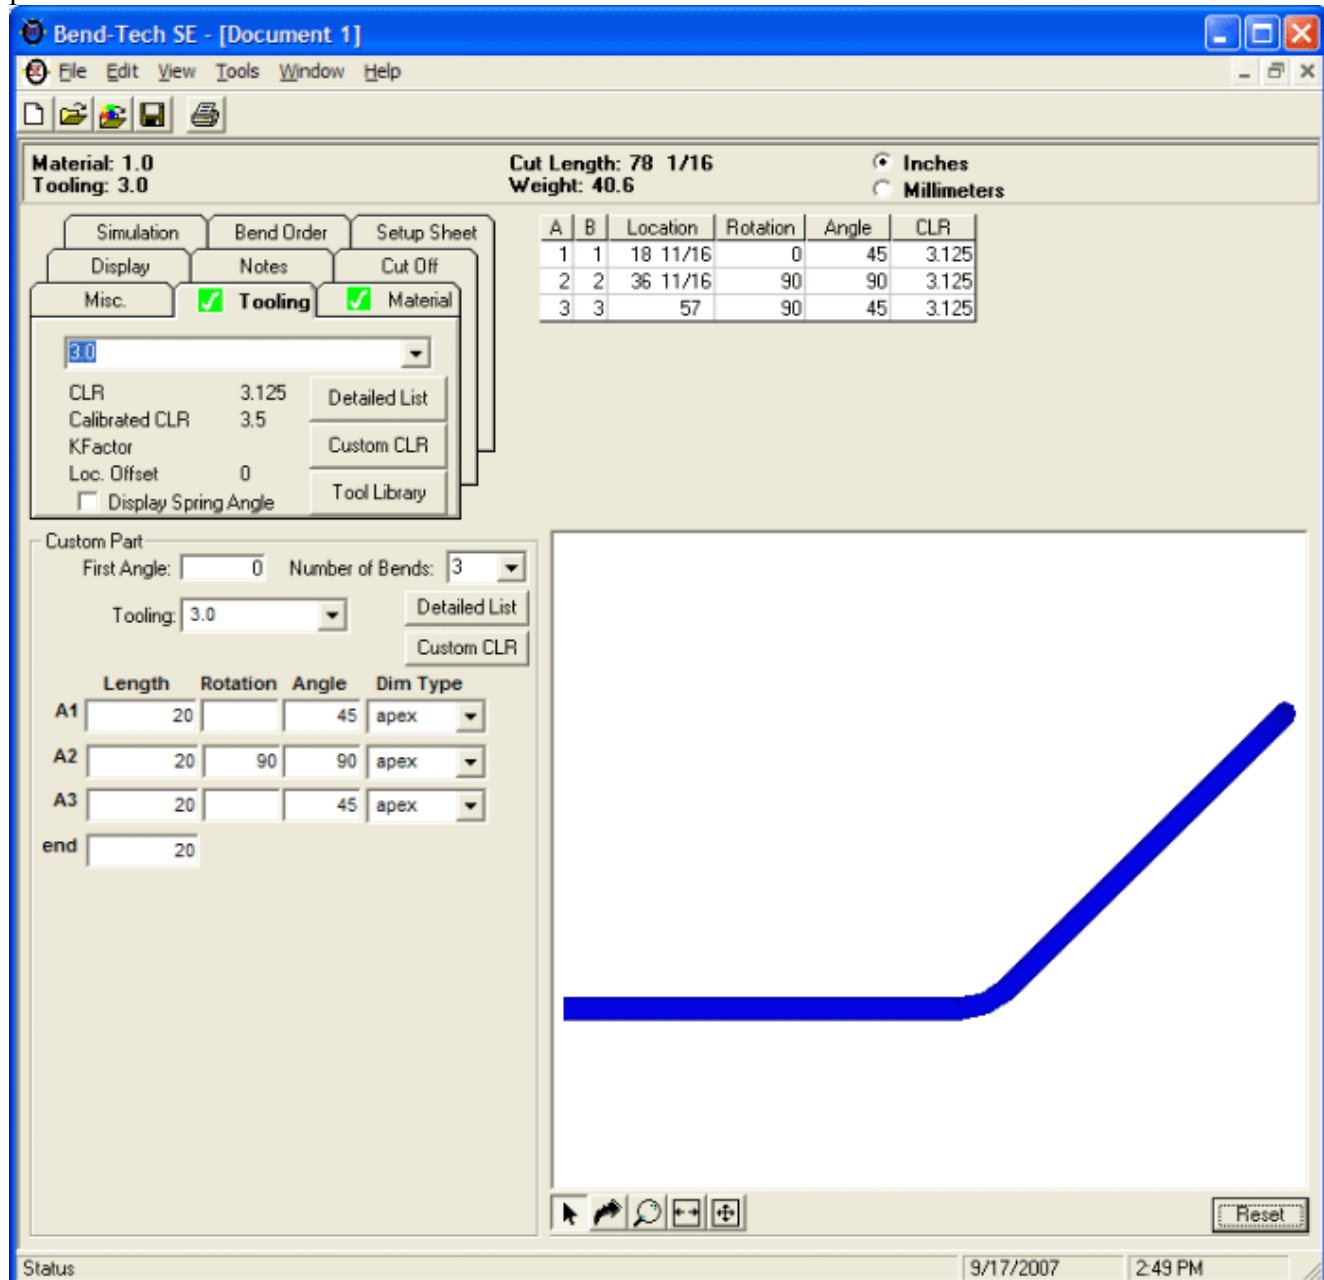 Bend-Tech SE - [Document 1]
File Edit View Tools Window Help
Material: 1.0 Cut Length: 78 1/16 Inches
Tooling: 3.0 Weight: 40.6 Millimeters
Simulation Bend Order Setup Sheet
Display Notes Cut Off
Misc. Tooling Material
3.0
CLR 3.125 Detailed List
Calibrated CLR 3.5
KFactor Custom CLR
Loc. Offset 0
Display Spring Angle Tool Library
A B Location Rotation Angle CLR
1 1 18 11/16 0 45 3.125
2 2 36 11/16 90 90 3.125
3 3 57 90 45 3.125
Custom Part
First Angle: 0 Number of Bends: 3
Tooling: 3.0 Detailed List
Custom CLR
Length Rotation Angle Dim Type
A1 20 45 apex
A2 20 90 90 apex
A3 20 45 apex
end 20
Reset
Status 9/17/2007 2:49 PM